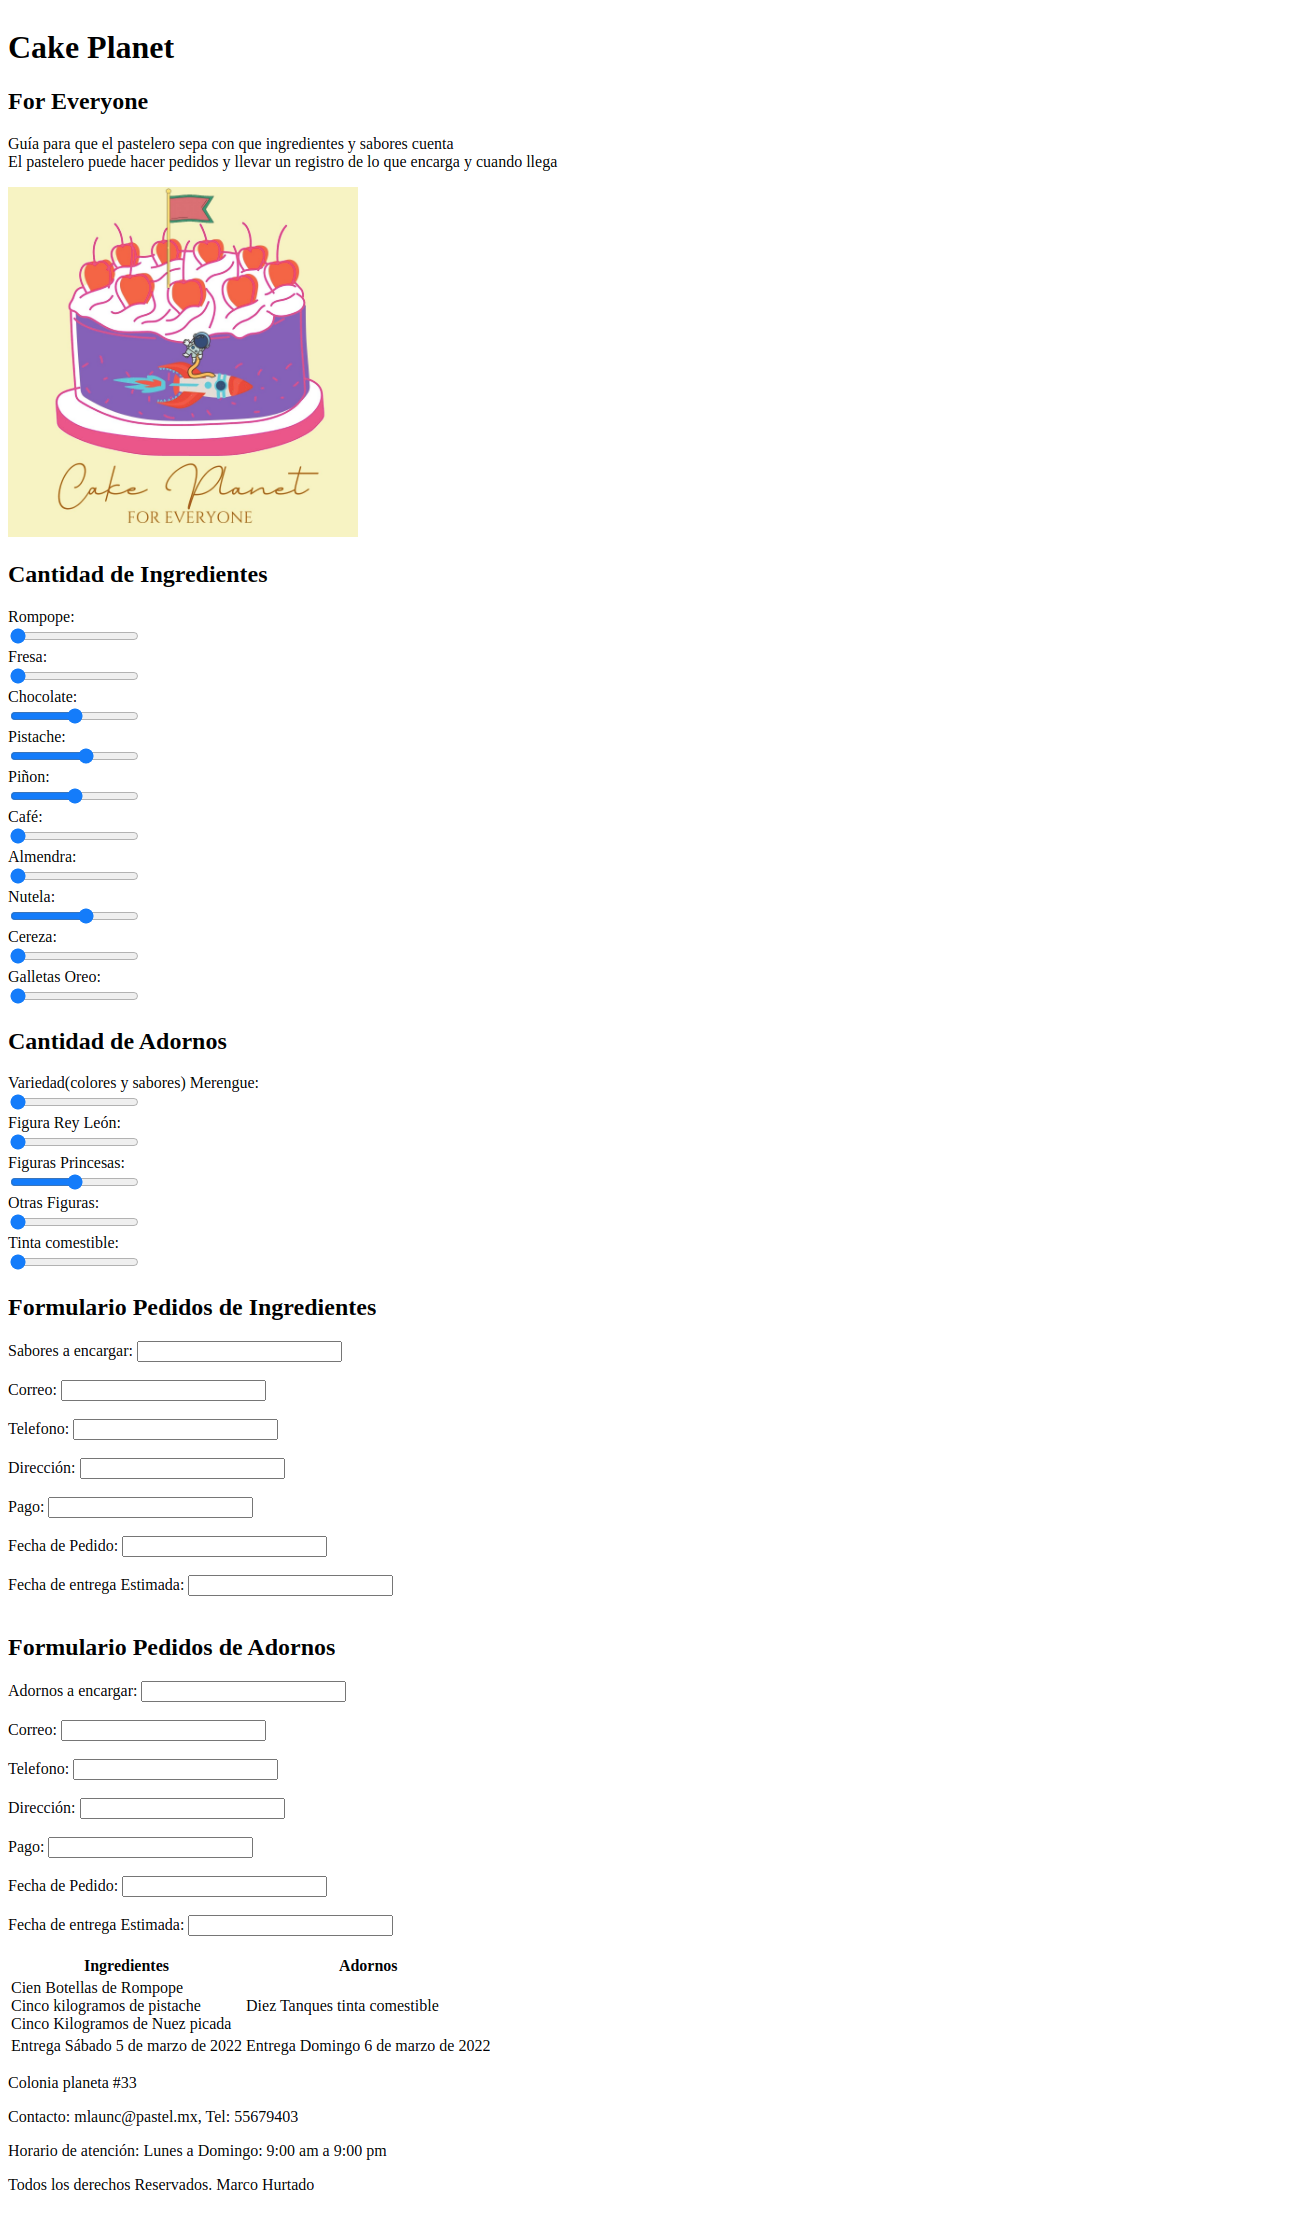 Cake Planet
For Everyone
Guía para que el pastelero sepa con que ingredientes y sabores cuenta
El pastelero puede hacer pedidos y llevar un registro de lo que encarga y cuando llega
Cake Planet
FOR EVERYONE
Cantidad de Ingredientes
Rompope:
Fresa:
Chocolate:
Pistache:
Piñon:
Café:
Almendra:
Nutela:
Cereza:
Galletas Oreo:
Cantidad de Adornos
Variedad(colores y sabores) Merengue:
Figura Rey León:
Figuras Princesas:
Otras Figuras:
Tinta comestible:
Formulario Pedidos de Ingredientes
Sabores a encargar:
Correo:
Telefono:
Dirección:
Pago:
Fecha de Pedido:
Fecha de entrega Estimada:
Formulario Pedidos de Adornos
Adornos a encargar:
Correo:
Telefono:
Dirección:
Pago:
Fecha de Pedido:
Fecha de entrega Estimada:
Ingredientes Adornos
Cien Botellas de Rompope
Cinco kilogramos de pistache Diez Tanques tinta comestible
Cinco Kilogramos de Nuez picada
Entrega Sábado 5 de marzo de 2022 Entrega Domingo 6 de marzo de 2022
Colonia planeta #33
Contacto: mlaunc@pastel.mx, Tel: 55679403
Horario de atención: Lunes a Domingo: 9:00 am a 9:00 pm
Todos los derechos Reservados. Marco Hurtado